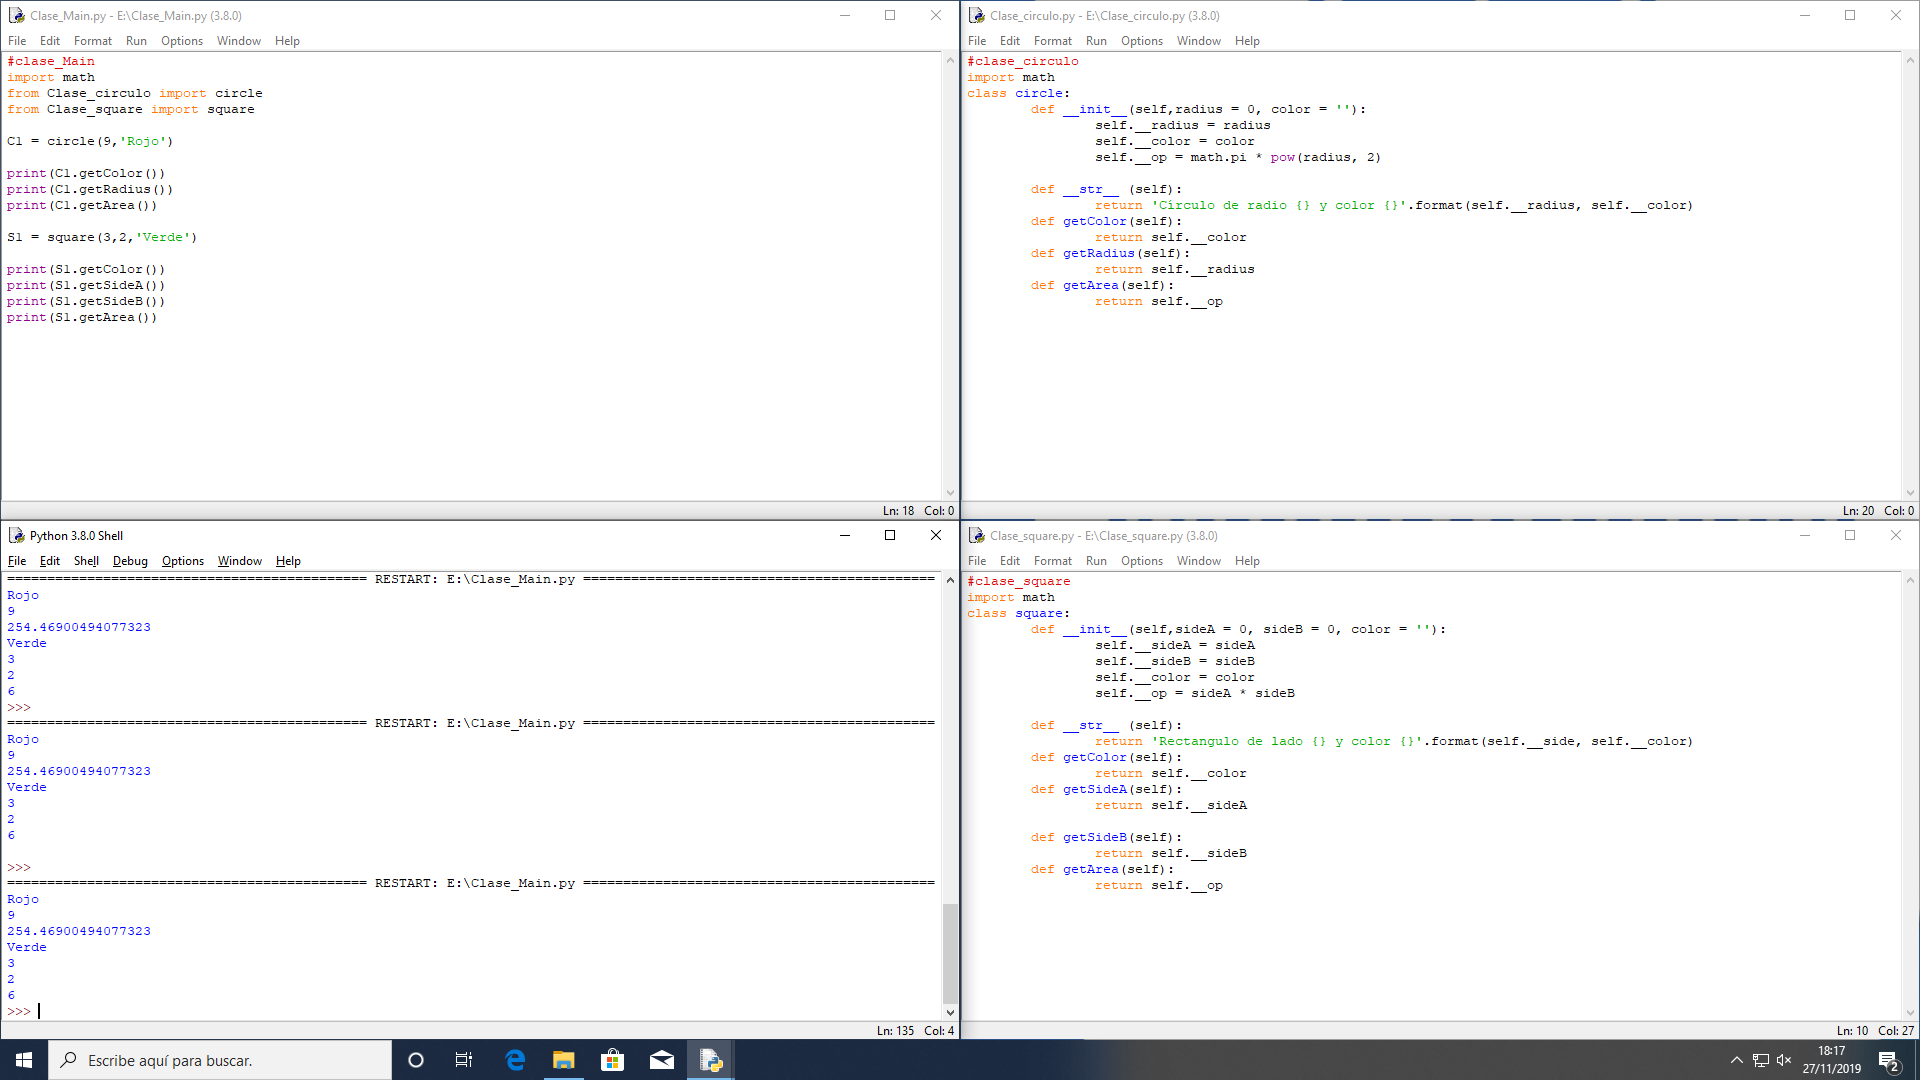 Clase_Main.py - E:\Clase_Main.py (3.8.0)
File Edit Format Run Options Window Help
#clase_Main
import math
from Clase_circulo import circle
from Clase_square import square
C1 = circle(9,'Rojo')
print(C1.getColor())
print(C1.getRadius())
print(C1.getArea())
S1 = square(3,2,'Verde')
print(S1.getColor())
print(S1.getSideA())
print(S1.getSideB())
print(S1.getArea())
Ln: 18 Col: 0
Clase_circulo.py - E:\Clase_circulo.py (3.8.0)
File Edit Format Run Options Window Help
#clase_circulo
import math
class circle:
def __init__(self,radius = 0, color = ''):
self.__radius = radius
self.__color = color
self.__op = math.pi * pow(radius, 2)
def __str__ (self):
return 'Círculo de radio {} y color {}'.format(self.__radius, self.__color)
def getColor(self):
return self.__color
def getRadius(self):
return self.__radius
def getArea(self):
return self.__op
Ln: 20 Col: 0
Python 3.8.0 Shell
File Edit Shell Debug Options Window Help
============================================= RESTART: E:\Clase_Main.py ============================================
Rojo
9
254.46900494077323
Verde
3
2
6
>>>
============================================= RESTART: E:\Clase_Main.py ============================================
Rojo
9
254.46900494077323
Verde
3
2
6
>>>
============================================= RESTART: E:\Clase_Main.py ============================================
Rojo
9
254.46900494077323
Verde
3
2
6
>>>
Ln: 135 Col: 4
Clase_square.py - E:\Clase_square.py (3.8.0)
File Edit Format Run Options Window Help
#clase_square
import math
class square:
def __init__(self,sideA = 0, sideB = 0, color = ''):
self.__sideA = sideA
self.__sideB = sideB
self.__color = color
self.__op = sideA * sideB
def __str__ (self):
return 'Rectangulo de lado {} y color {}'.format(self.__side, self.__color)
def getColor(self):
return self.__color
def getSideA(self):
return self.__sideA
def getSideB(self):
return self.__sideB
def getArea(self):
return self.__op
Ln: 10 Col: 27
Escribe aquí para buscar.
18:17
27/11/2019
2